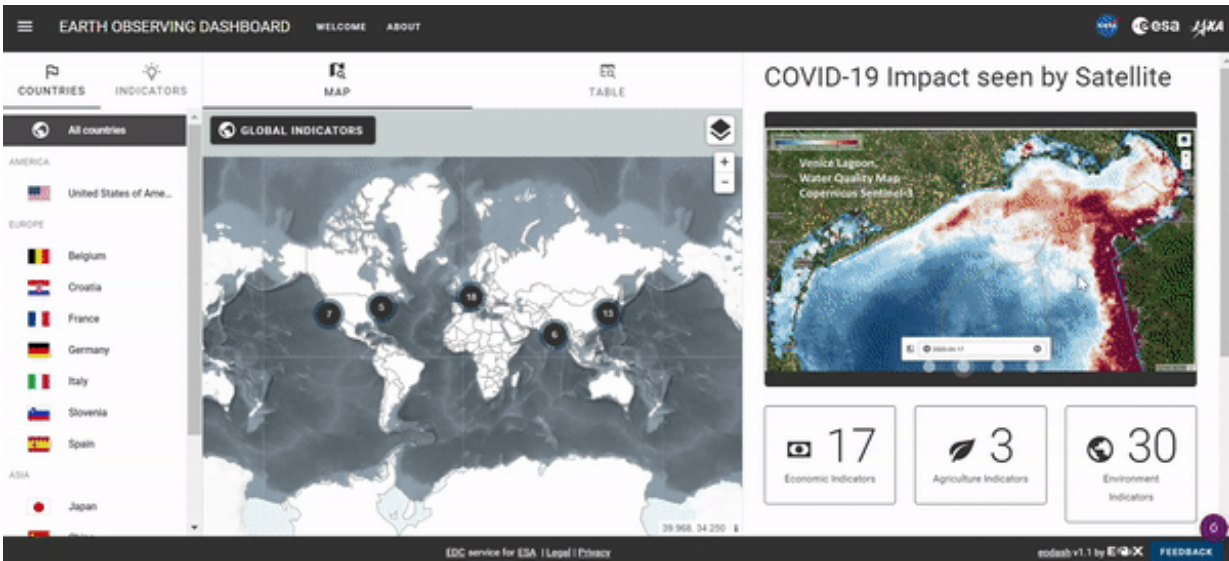 EARTH OBSERVING DASHBOARD WELCOME ABOUT
esa
COUNTRIES INDICATORS
MAP
TABLE
COVID-19 Impact seen by Satellite
All countries
GLOBAL INDICATORS
AMERICA
United States of Ame...
EUROPE
Belgium
Croatia
France
Germany
Italy
Slovenia
Spain
ASIA
Japan
7
5
18
6
13
39.968, 34.250
Venice Lagoon,
Water Quality Map
Copernicus Sentinel-3
17
Economic Indicators
3
Agriculture Indicators
30
Environment
Indicators
EDC service for ESA | Legal | Privacy
eodash v1.1 by EOX
FEEDBACK